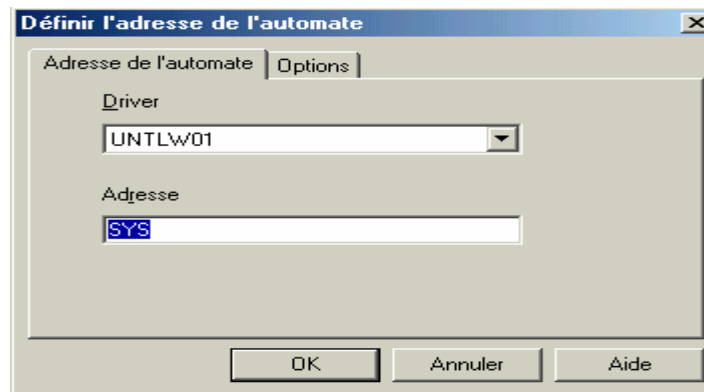 Définir l'adresse de l'automate
Adresse de l'automate Options
Driver
UNTLW01
Adresse
SYS
OK Annuler Aide